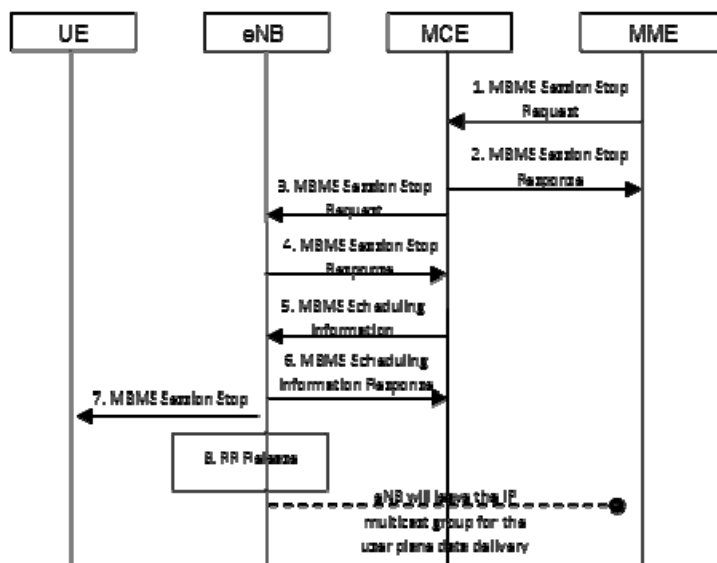 UE
eNB
MCE
MME
1. MBMS Session Stop
Request
2. MBMS Session Stop
Response
3. MBMS Session Stop
Request
4. MBMS Session Stop
Response
5. MBMS Scheduling
Information
6. MBMS Scheduling
Information Response
7. MBMS Session Stop
8. RR Release
eNB will leave the IP
multicast group for the
user plane data delivery